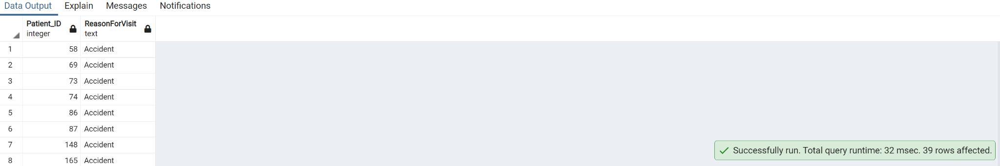 Data Output Explain Messages Notifications
Patient_ID ReasonForVisit
integer text
1 58 Accident
2 69 Accident
3 73 Accident
4 74 Accident
5 86 Accident
6 87 Accident
7 148 Accident
Successfully run. Total query runtime: 32 msec. 39 rows affected.
8 165 Accident